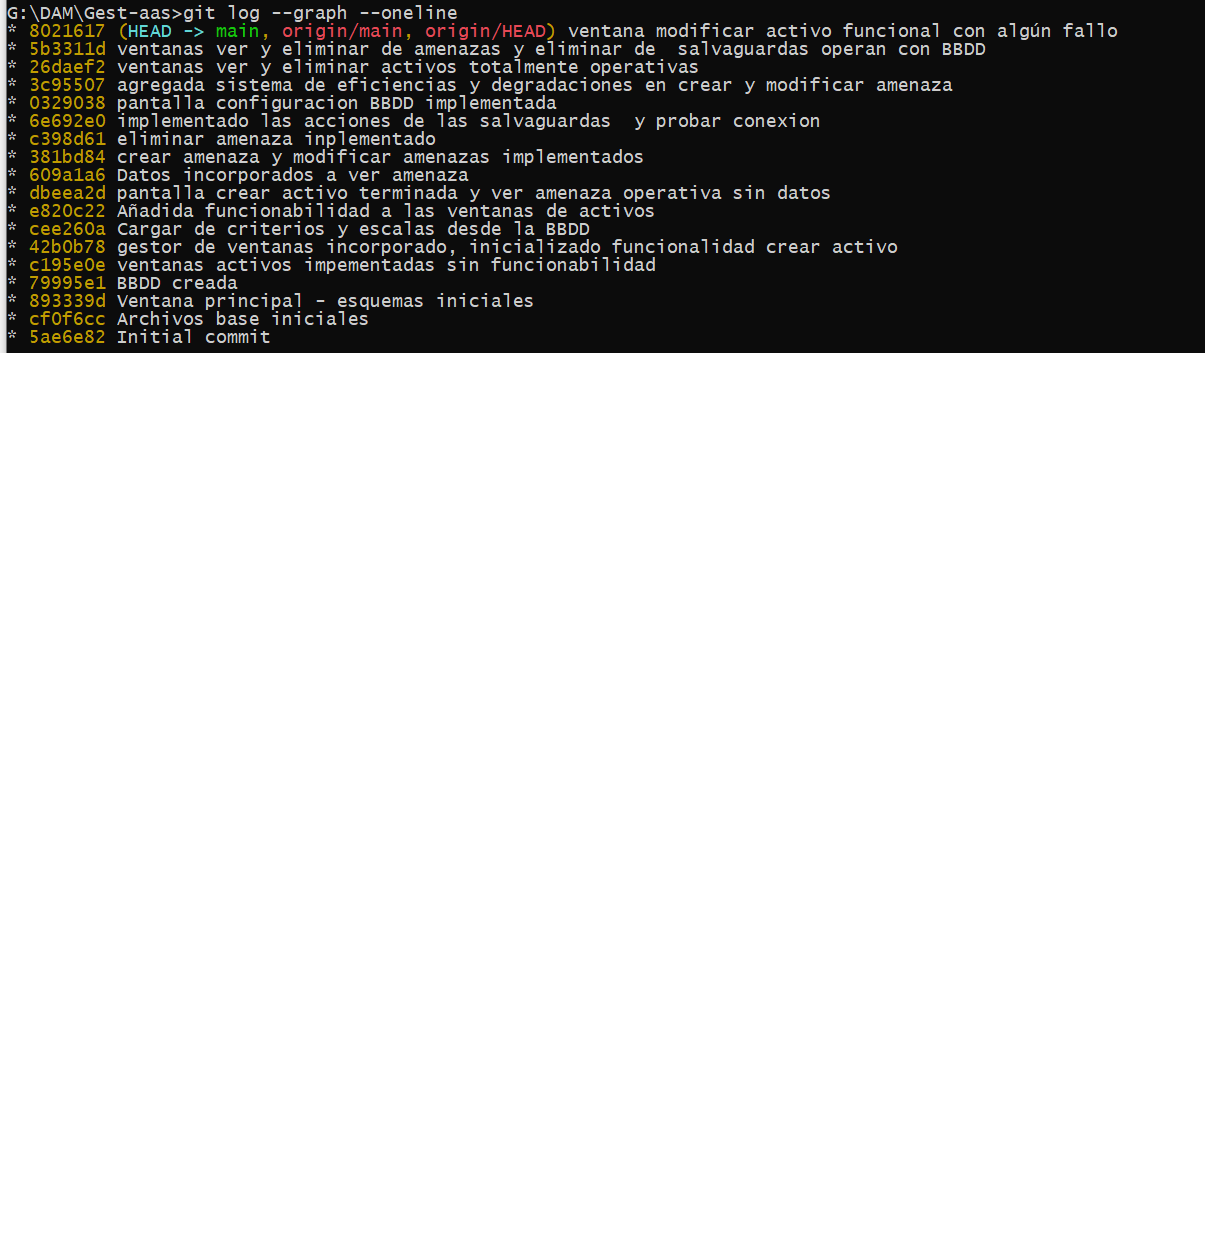 G:\DAM\Gest-aas>git log --graph --oneline
* 8021617 (HEAD -> main, origin/main, origin/HEAD) ventana modificar activo funcional con algún fallo
* 5b3311d ventanas ver y eliminar de amenazas y eliminar de  salvaguardas operan con BBDD
* 26daef2 ventanas ver y eliminar activos totalmente operativas
* 3c95507 agregada sistema de eficiencias y degradaciones en crear y modificar amenaza
* 0329038 pantalla configuracion BBDD implementada
* 6e692e0 implementado las acciones de las salvaguardas  y probar conexion
* c398d61 eliminar amenaza inplementado
* 381bd84 crear amenaza y modificar amenazas implementados
* 609a1a6 Datos incorporados a ver amenaza
* dbeea2d pantalla crear activo terminada y ver amenaza operativa sin datos
* e820c22 Añadida funcionabilidad a las ventanas de activos
* cee260a Cargar de criterios y escalas desde la BBDD
* 42b0b78 gestor de ventanas incorporado, inicializado funcionalidad crear activo
* c195e0e ventanas activos impementadas sin funcionabilidad
* 79995e1 BBDD creada
* 893339d Ventana principal - esquemas iniciales
* cf0f6cc Archivos base iniciales
* 5ae6e82 Initial commit